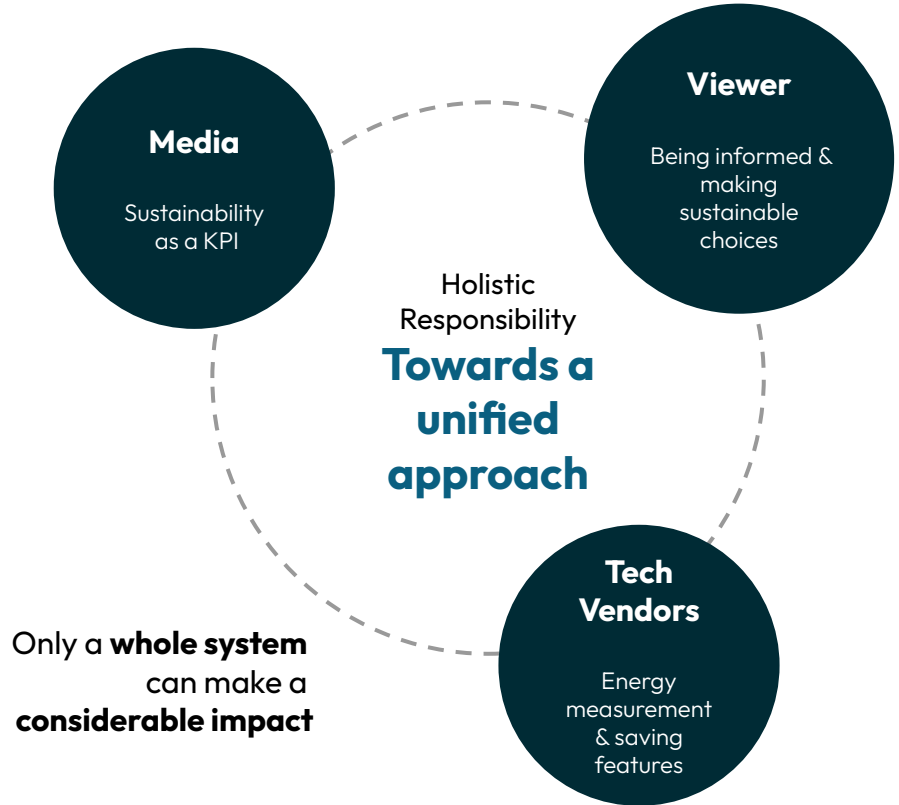 Media
Sustainability
as a KPI
Viewer
Being informed &
making
sustainable
choices
Holistic
Responsibility
Towards a
unified
approach
Tech
Vendors
Energy
measurement
& saving
features
Only a whole system
can make a
considerable impact